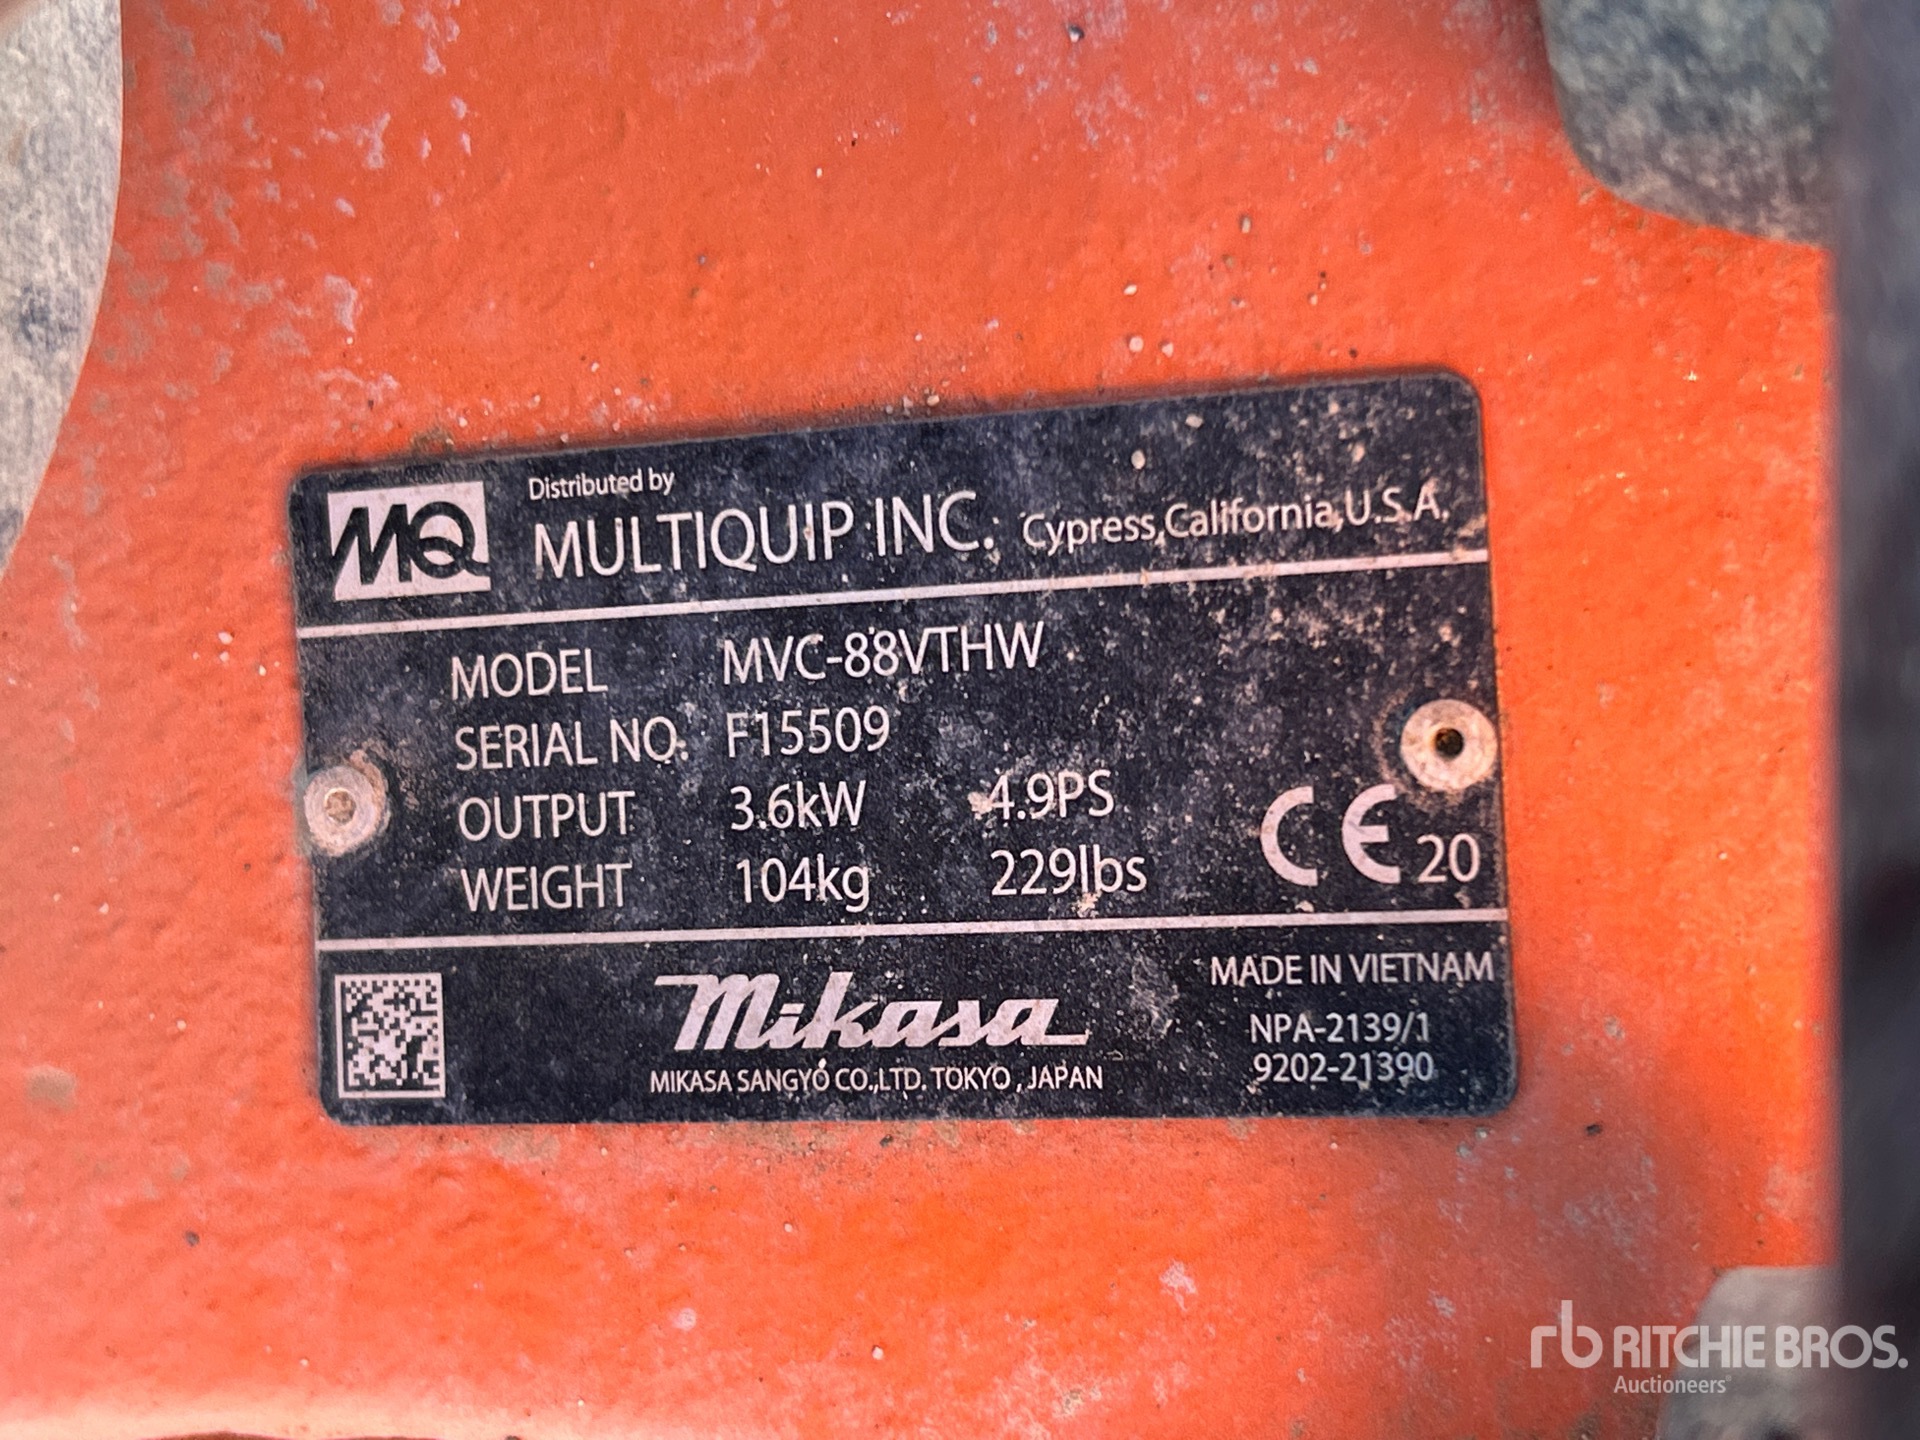 MQ
Distributed by
MULTIQUIP INC. Cypress,California,U.S.A.
MODEL MVC-88VTHW
SERIAL NO. F15509
OUTPUT 3.6kW 4.9PS
WEIGHT 104kg 229lbs
CE 20
Mikasa
MIKASA SANGYO CO.,LTD. TOKYO, JAPAN
MADE IN VIETNAM
NPA-2139/1
9202-21390
rb RITCHIE BROS.
Auctioneers